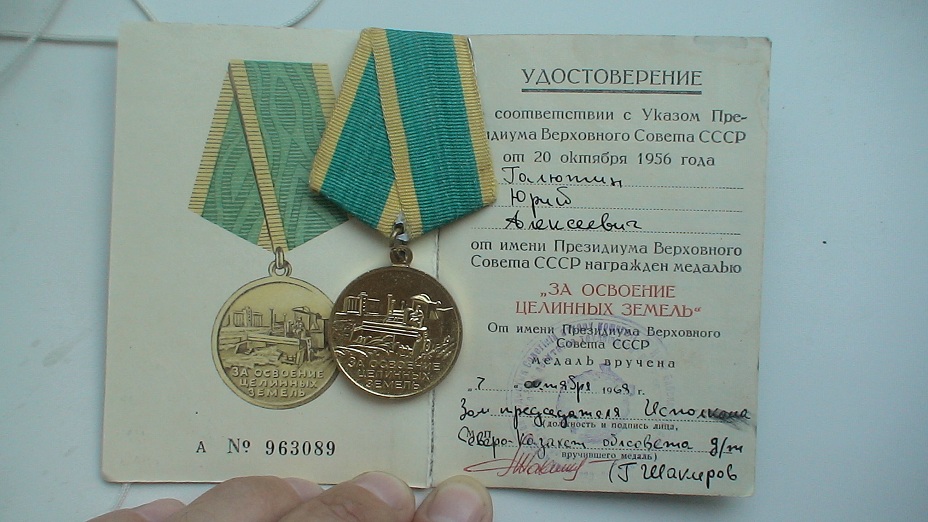 ЗА ОСВОЕНИЕ
ЦЕЛИННЫХ
ЗЕМЕЛЬ
А № 963089
ЗА ОСВОЕНИЕ
ЦЕЛИННЫХ
ЗЕМЕЛЬ
УДОСТОВЕРЕНИЕ
соответствии с Указом Пре-
идиума Верховного Совета СССР
от 20 октября 1956 года
Галютин
Юрий
Алексеевич
от имени Президиума Верховного
Совета СССР награжден медалью
„ЗА ОСВОЕНИЕ
ЦЕЛИННЫХ ЗЕМЕЛЬ“
От имени Президиума Верховного
Совета СССР
медаль вручена
„7 октября 1968 г.
Зам председателя Исполкома
(должность и подпись лица,
Северо-Казахст облсовета д/т
вручившего медаль)
(Г Шакиров